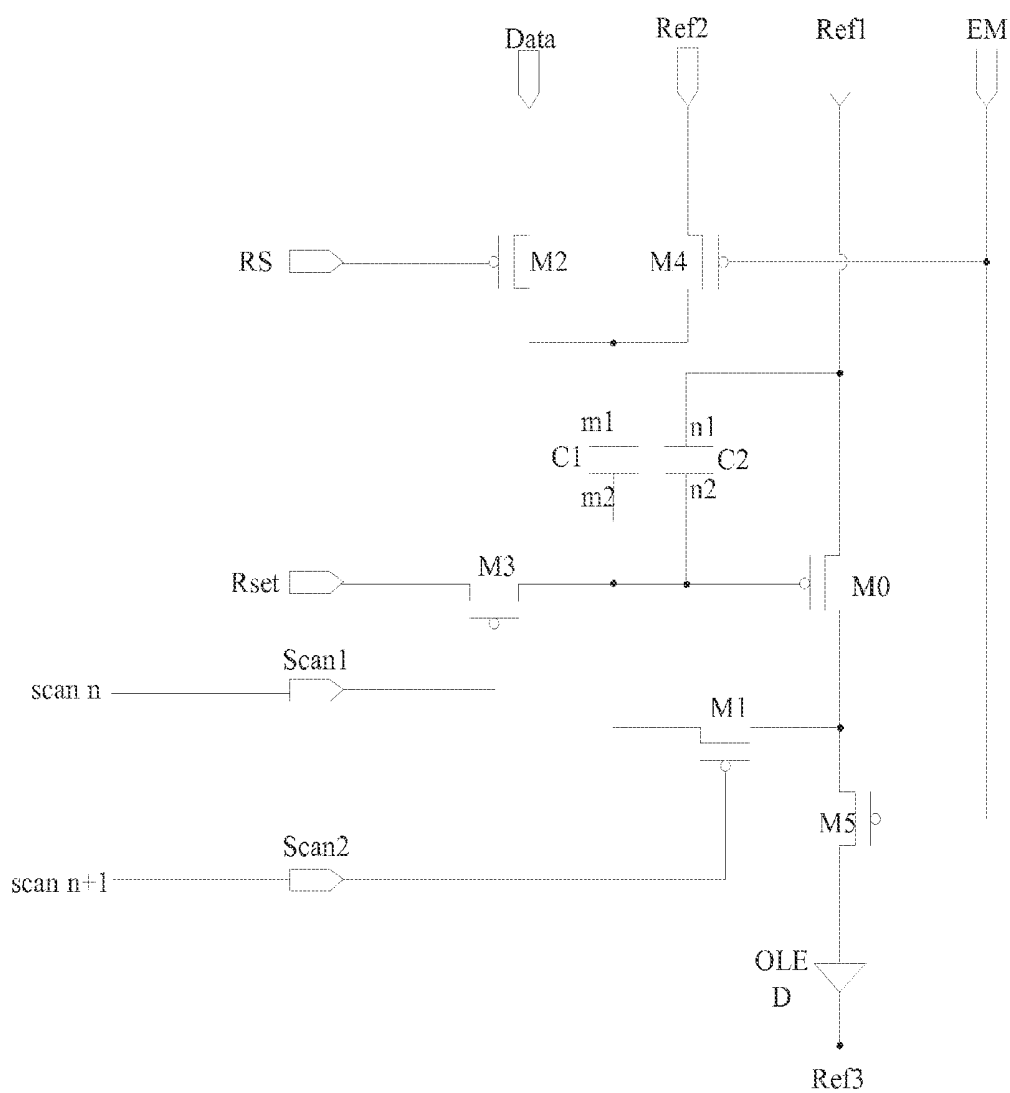 Data
Ref2
Ref1
EM
RS
M2
M4
m1
n1
C1
C2
m2
n2
M3
Rset
M0
Scan1
scan n
M1
M5
Scan2
scan n+1
OLE
D
Ref3